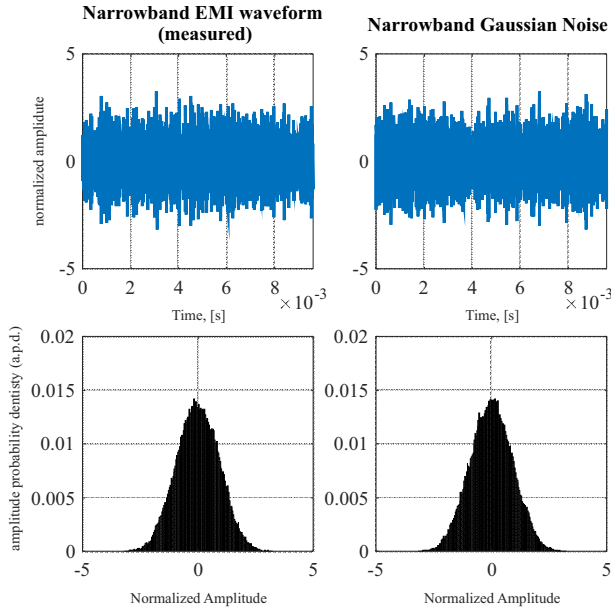 Narrowband EMI waveform
(measured)
Narrowband Gaussian Noise
5
0
-5
normalized amplidute
0 2 4 6 8
×10-3
Time, [s]
5
0
-5
0 2 4 6 8
×10-3
Time, [s]
0.02
0.015
0.01
0.005
0
amplitude probability dentisty (a.p.d.)
-5 0 5
Normalized Amplitude
0.02
0.015
0.01
0.005
0
-5 0 5
Normalized Amplitude